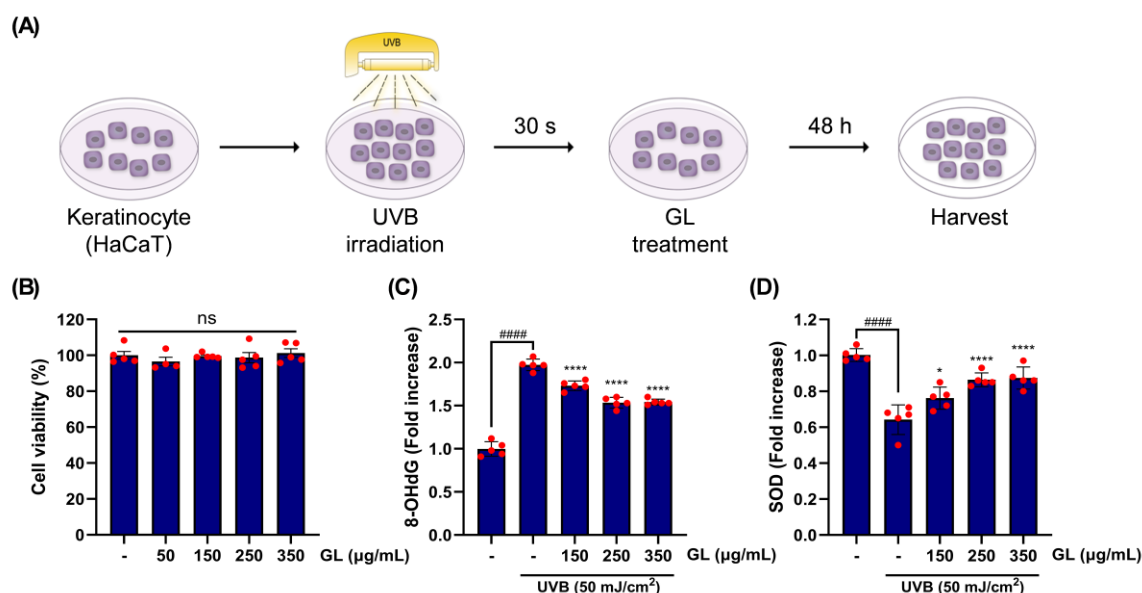 (A)
UVB
30 s
48 h
Keratinocyte
(HaCaT)
UVB
irradiation
GL
treatment
Harvest
(B)
Cell viability (%)
120
100
80
60
40
20
0
ns
- 50 150 250 350 GL (µg/mL)
(C)
8-OHdG (Fold increase)
2.5
2.0
1.5
1.0
0.5
0.0
####
****
****
****
- - 150 250 350 GL (µg/mL)
UVB (50 mJ/cm²)
(D)
SOD (Fold increase)
1.2
1.0
0.8
0.6
0.4
0.2
0.0
####
*
****
****
- - 150 250 350 GL (µg/mL)
UVB (50 mJ/cm²)